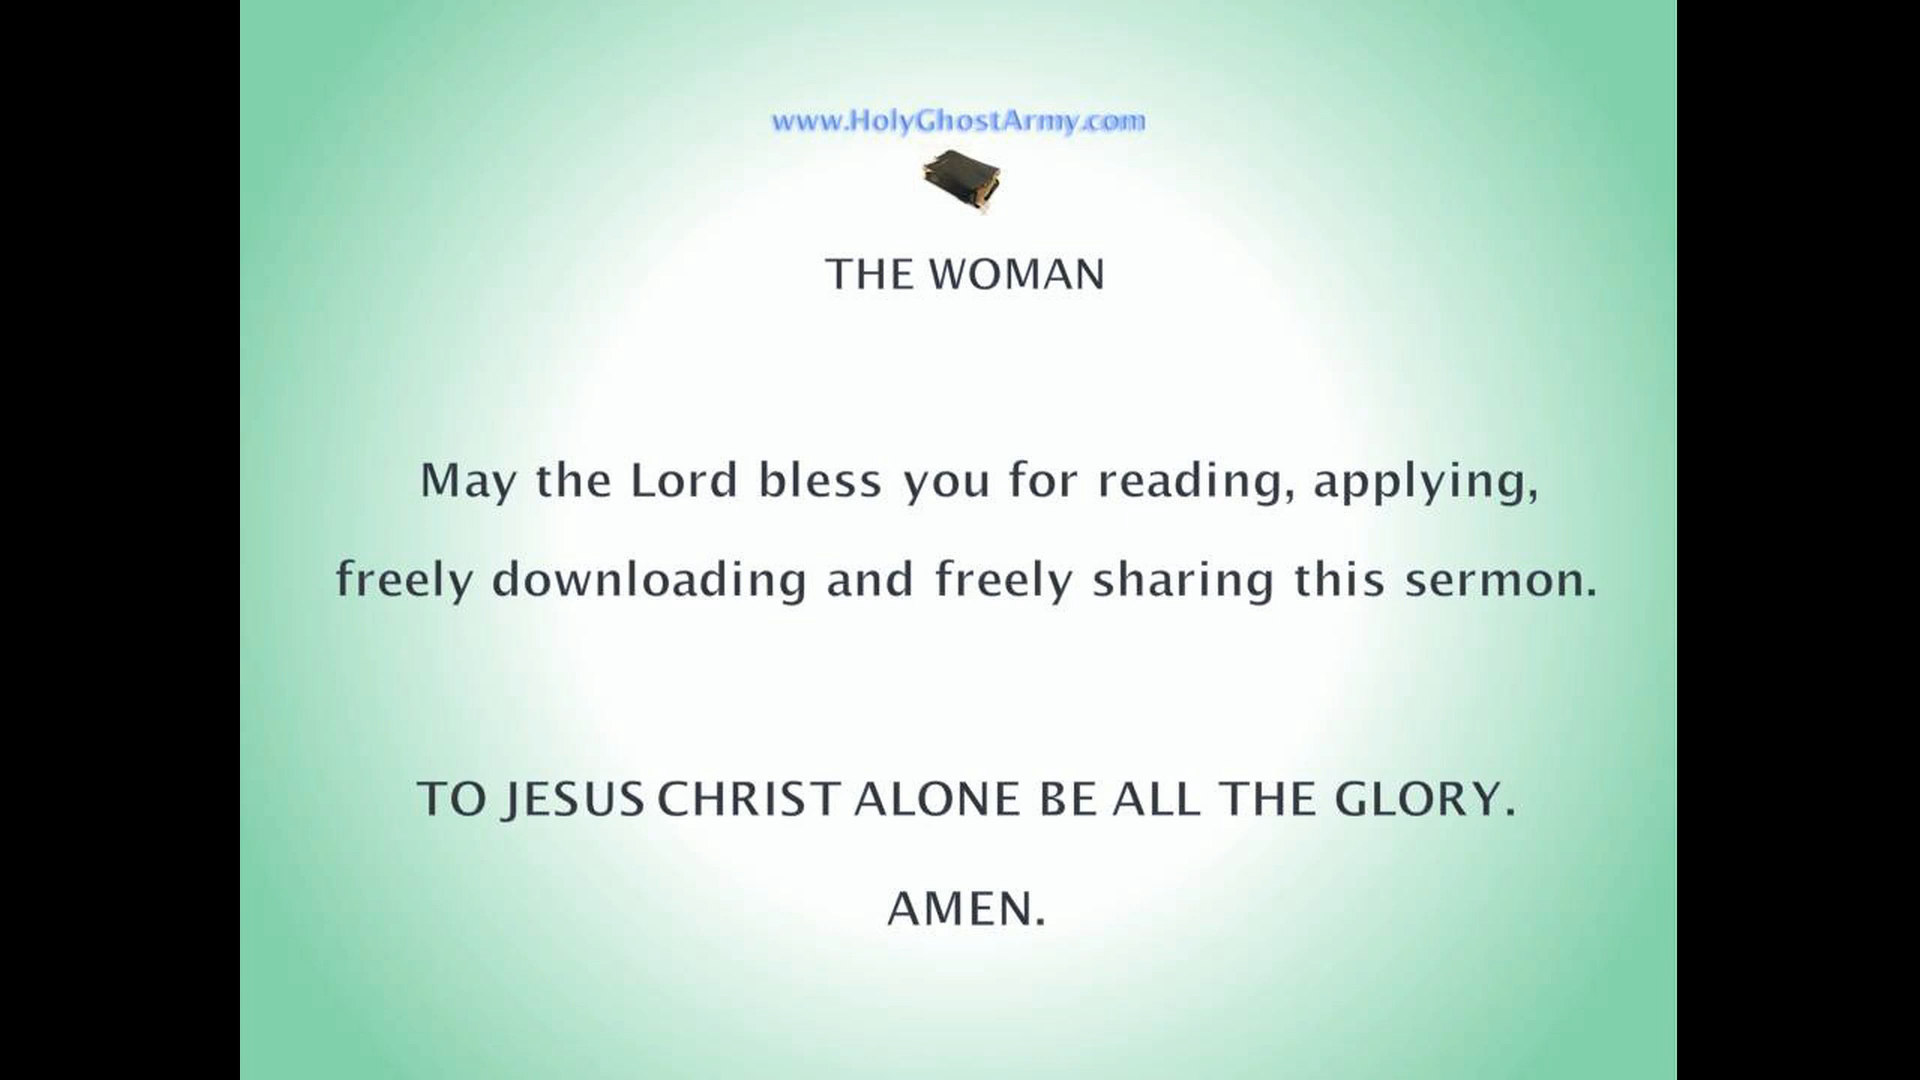 www.HolyGhostArmy.com
THE WOMAN
May the Lord bless you for reading, applying,
freely downloading and freely sharing this sermon.
TO JESUS CHRIST ALONE BE ALL THE GLORY.
AMEN.